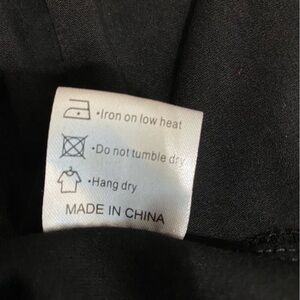 •Iron on low heat
•Do not tumble dry
•Hang dry
MADE IN CHINA